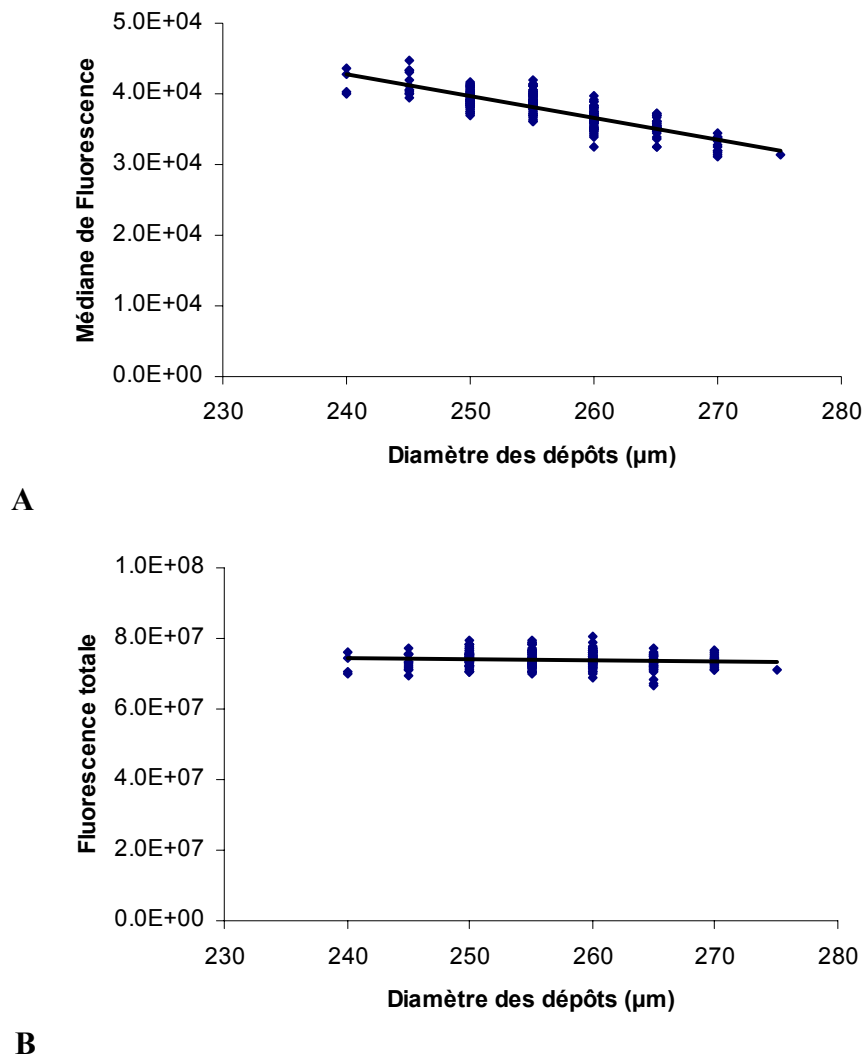 5.0E+04
4.0E+04
3.0E+04
2.0E+04
1.0E+04
0.0E+00
Médiane de Fluorescence
230 240 250 260 270 280
Diamètre des dépôts (µm)
A
1.0E+08
8.0E+07
6.0E+07
4.0E+07
2.0E+07
0.0E+00
Fluorescence totale
230 240 250 260 270 280
Diamètre des dépôts (µm)
B